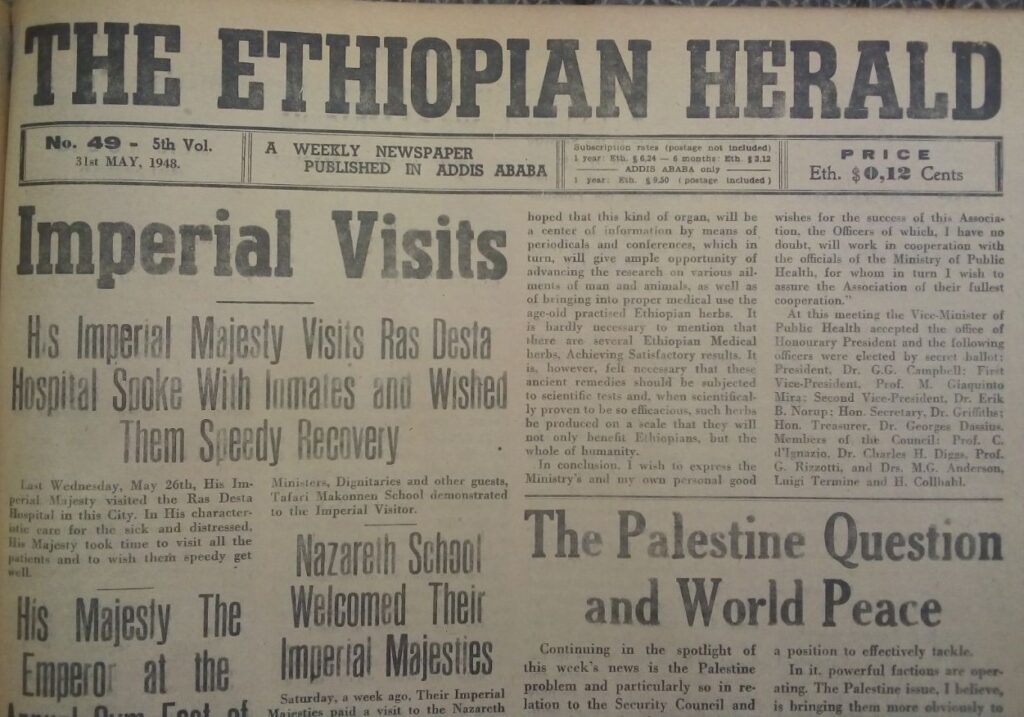 THE ETHIOPIAN HERALD
No. 49 - 5th Vol.
31st MAY, 1948.
A WEEKLY NEWSPAPER
PUBLISHED IN ADDIS ABABA
Subscription rates (postage not included)
1 year: Eth. $ 6,24 — 6 months: Eth. $ 3,12
ADDIS ABABA only
1 year: Eth. $ 9,50 (postage included)
PRICE
Eth. $0,12 Cents
Imperial Visits
His Imperial Majesty Visits Ras Desta
Hospital Spoke With Inmates and Wished
Them Speedy Recovery
Last Wednesday, May 26th, His Im-
perial Majesty visited the Ras Desta
Hospital in this City. In His character-
istic care for the sick and distressed,
His Majesty took time to visit all the
patients and to wish them speedy get
well.
His Majesty The
Emperor at the
Annual Gym Fest of
Ministers, Dignitaries and other guests,
Tafari Makonnen School demonstrated
to the Imperial Visitor.
Nazareth School
Welcomed Their
Imperial Majesties
Saturday, a week ago, Their Imperial
Majesties paid a visit to the Nazareth
hoped that this kind of organ, will be
a center of information by means of
periodicals and conferences, which in
turn, will give ample opportunity of
advancing the research on various ail-
ments of man and animals, as well as
of bringing into proper medical use the
age-old practised Ethiopian herbs. It
is hardly necessary to mention that
there are several Ethiopian Medical
herbs, Achieving Satisfactory results. It
is, however, felt necessary that these
ancient remedies should be subjected
to scientific tests and, when scientifical-
ly proven to be so efficacious, such herbs
be produced on a scale that they will
not only benefit Ethiopians, but the
whole of humanity.
In conclusion, I wish to express the
Ministry's and my own personal good
wishes for the success of this Associa-
tion, the Officers of which, I have no
doubt, will work in cooperation with
the officials of the Ministry of Public
Health, for whom in turn I wish to
assure the Association of their fullest
cooperation."
At this meeting the Vice-Minister of
Public Health accepted the office of
Honourary President and the following
officers were elected by secret ballot:
President, Dr. G.G. Campbell; First
Vice-President, Prof. M. Giaquinto
Mira; Second Vice-President, Dr. Erik
B. Norup; Hon. Secretary, Dr. Griffiths;
Hon. Treasurer, Dr. Georges Dassius.
Members of the Council: Prof. C.
d'Ignazio, Dr. Charles H. Diggs, Prof.
G. Rizzotti, and Drs. M.G. Anderson,
Luigi Termine and H. Collbahl.
The Palestine Question
and World Peace
Continuing in the spotlight of
this week's news is the Palestine
problem and particularly so in re-
lation to the Security Council and
a position to effectively tackle.
In it, powerful factions are oper-
ating. The Palestine issue, I believe,
is bringing them more obviously to